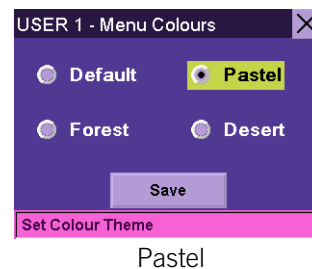 USER 1 - Menu Colours
Default Pastel
Forest Desert
Save
Set Colour Theme
Pastel